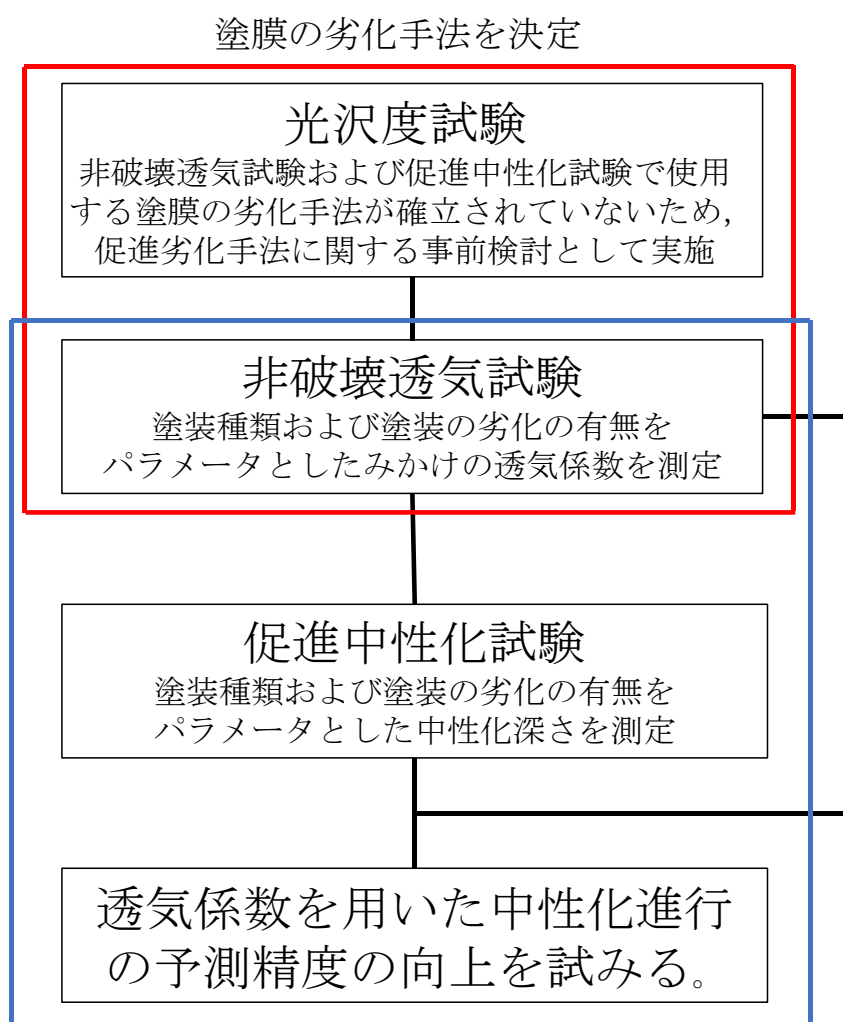 塗膜の劣化手法を決定
光沢度試験
非破壊透気試験および促進中性化試験で使用
する塗膜の劣化手法が確立されていないため,
促進劣化手法に関する事前検討として実施
非破壊透気試験
塗装種類および塗装の劣化の有無を
パラメータとしたみかけの透気係数を測定
促進中性化試験
塗装種類および塗装の劣化の有無を
パラメータとした中性化深さを測定
透気係数を用いた中性化進行
の予測精度の向上を試みる。